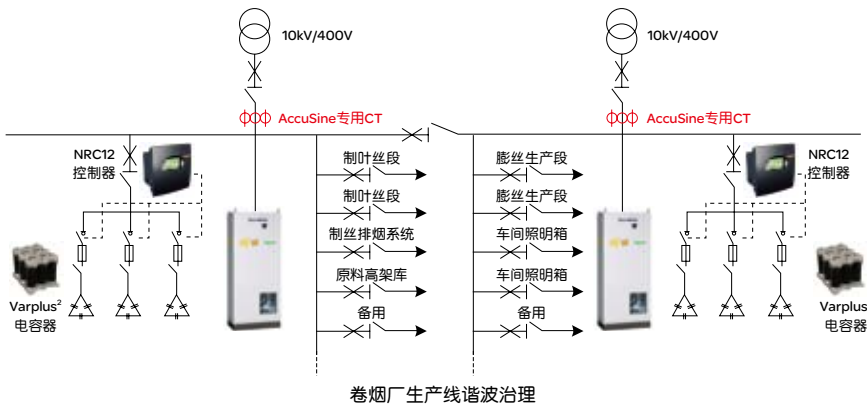 10kV/400V
10kV/400V
AccuSine专用CT
AccuSine专用CT
NRC12
控制器
制叶丝段
膨丝生产段
NRC12
控制器
制叶丝段
膨丝生产段
制丝排烟系统
车间照明箱
原料高架库
车间照明箱
Varplus²
电容器
备用
备用
Varplus
电容器
卷烟厂生产线谐波治理